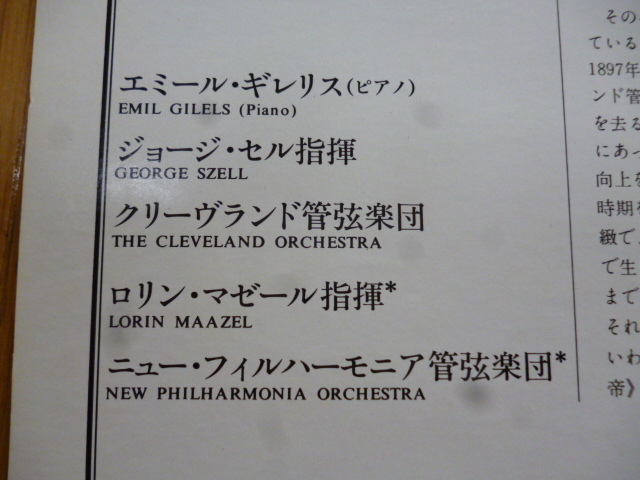 エミール・ギレリス(ピアノ)
EMIL GILELS (Piano)
ジョージ・セル指揮
GEORGE SZELL
クリーヴランド管弦楽団
THE CLEVELAND ORCHESTRA
ロリン・マゼール指揮*
LORIN MAAZEL
ニュー・フィルハーモニア管弦楽団*
NEW PHILHARMONIA ORCHESTRA
その
ている
1897年
ンド管
を去る
にあっ
向上を
時期を
緻で、
で生
まで
それ
いわ
帝》